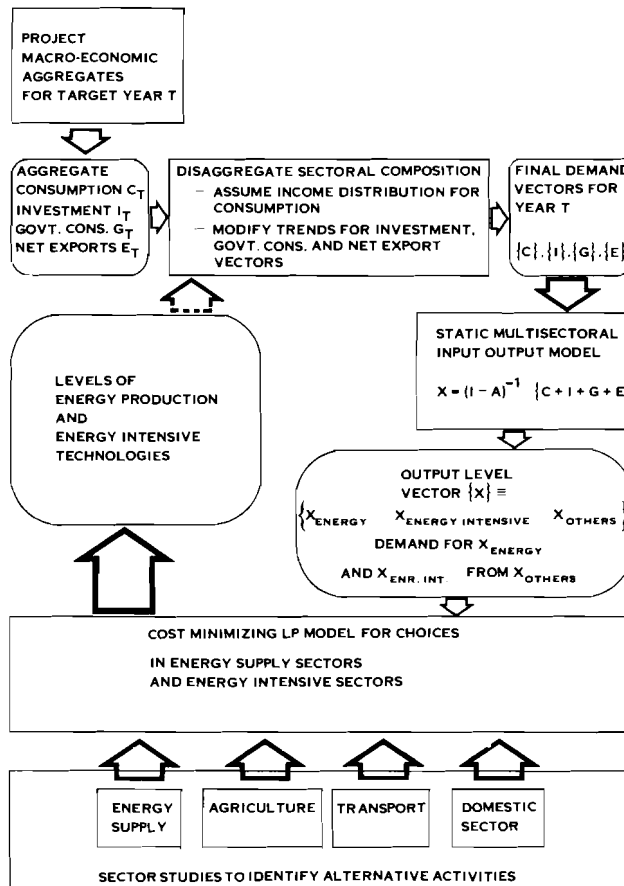 PROJECT
MACRO-ECONOMIC
AGGREGATES
FOR TARGET YEAR T
AGGREGATE
CONSUMPTION C_T
INVESTMENT I_T
GOVT. CONS. G_T
NET EXPORTS E_T
DISAGGREGATE SECTORAL COMPOSITION
– ASSUME INCOME DISTRIBUTION FOR
CONSUMPTION
– MODIFY TRENDS FOR INVESTMENT,
GOVT. CONS. AND NET EXPORT
VECTORS
FINAL DEMAND
VECTORS FOR
YEAR T
{C}.{I}.{G}.{E}
STATIC MULTISECTORAL
INPUT OUTPUT MODEL
X = (I – A)^{-1} {C + I + G + E
LEVELS OF
ENERGY PRODUCTION
AND
ENERGY INTENSIVE
TECHNOLOGIES
OUTPUT LEVEL
VECTOR {X} ≡
{X_ENERGY X_ENERGY INTENSIVE X_OTHERS}
DEMAND FOR X_ENERGY
AND X_ENR. INT. FROM X_OTHERS
COST MINIMIZING LP MODEL FOR CHOICES
IN ENERGY SUPPLY SECTORS
AND ENERGY INTENSIVE SECTORS
ENERGY
SUPPLY
AGRICULTURE
TRANSPORT
DOMESTIC
SECTOR
SECTOR STUDIES TO IDENTIFY ALTERNATIVE ACTIVITIES